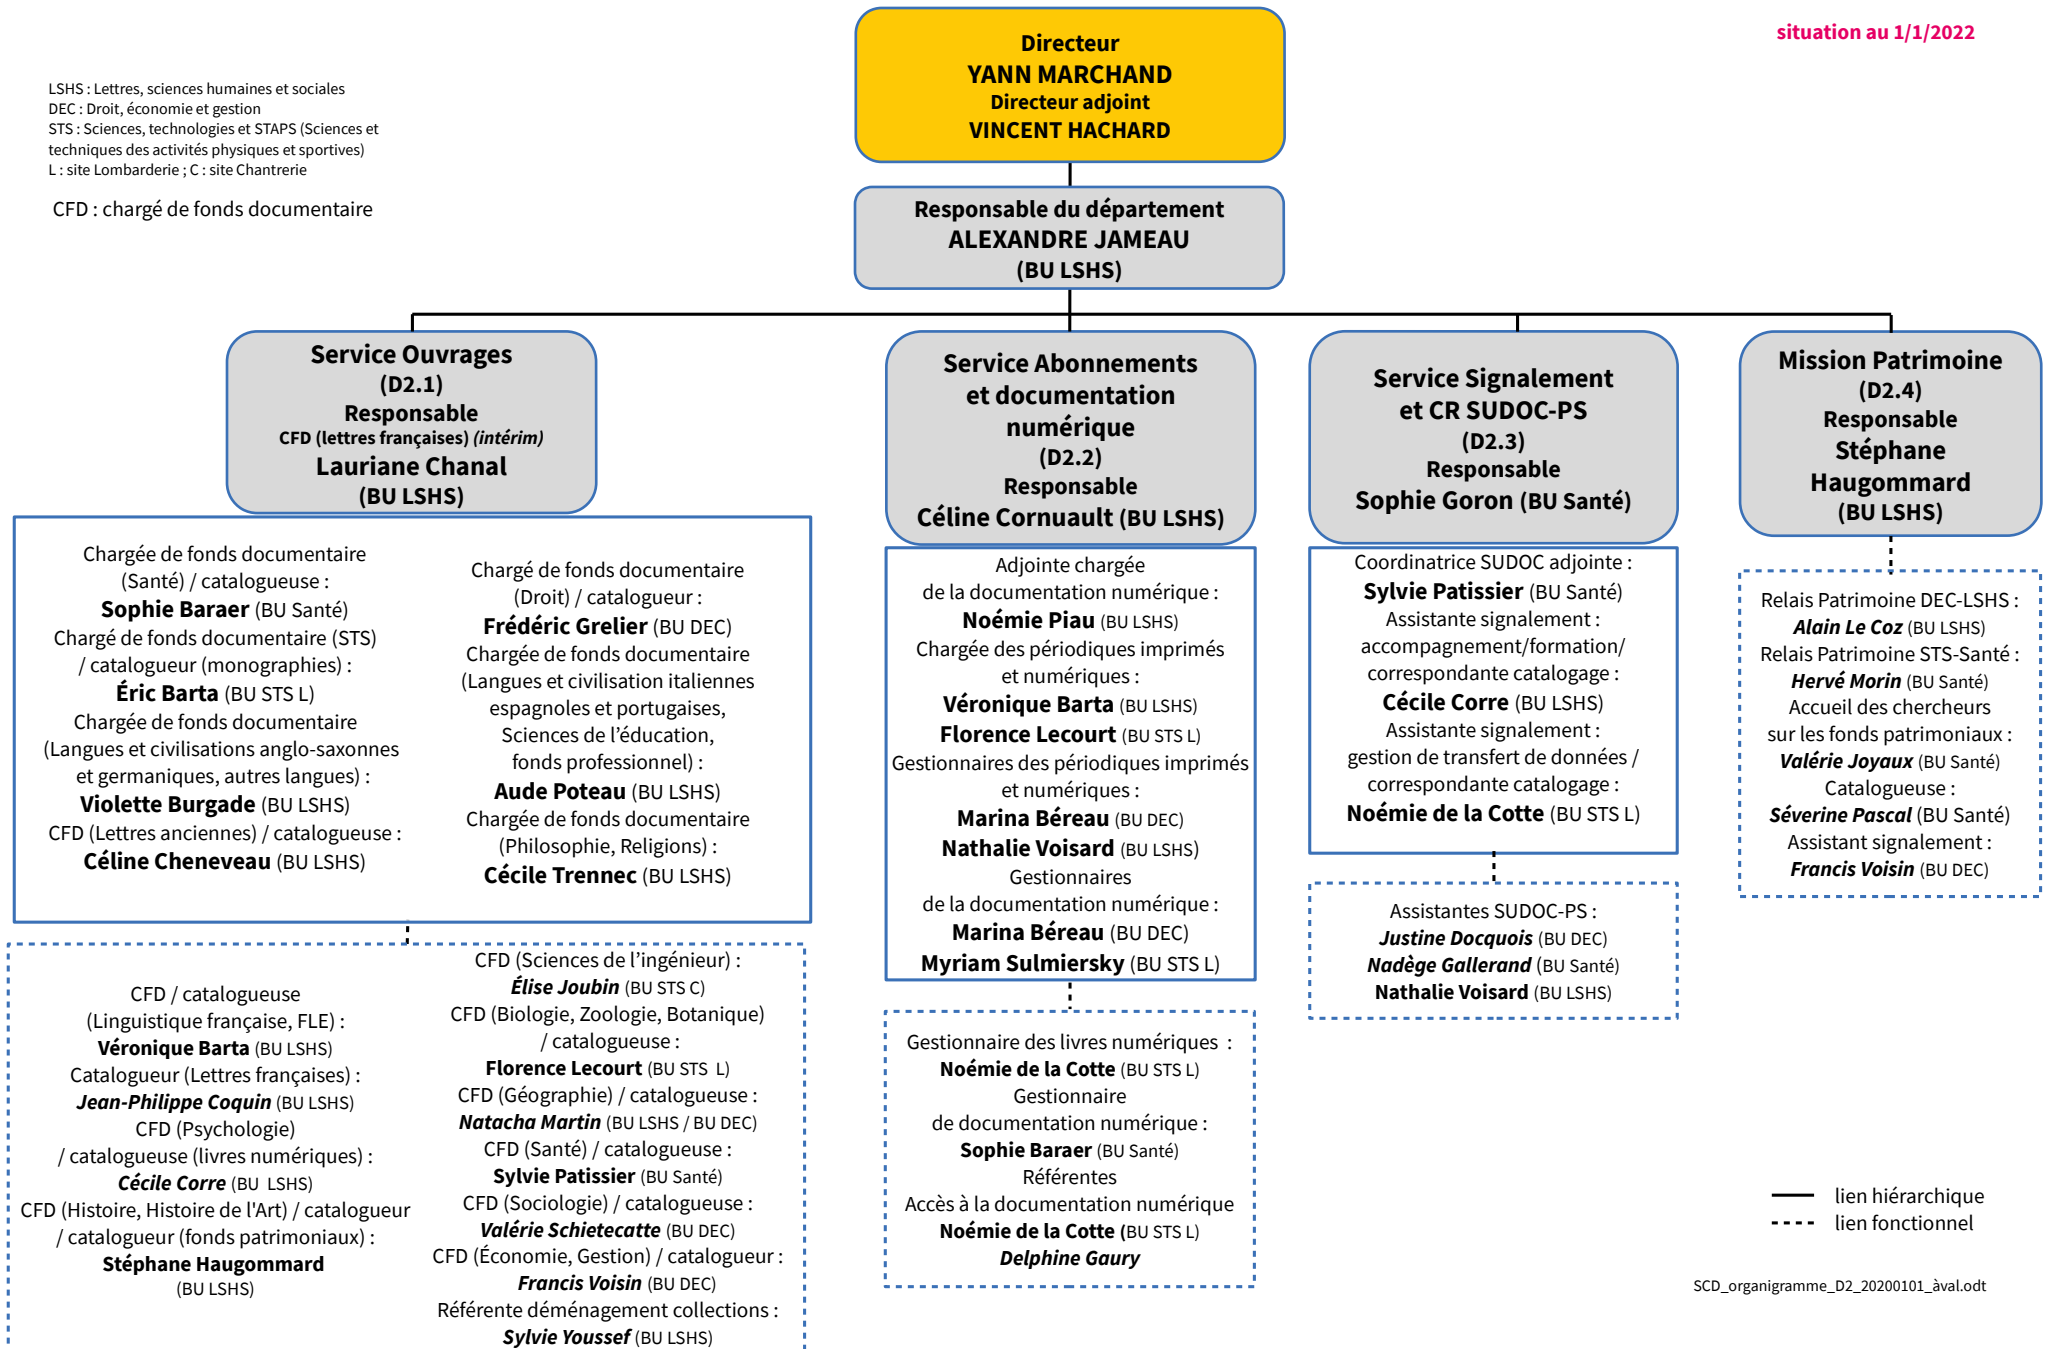 situation au 1/1/2022
LSHS : Lettres, sciences humaines et sociales
DEC : Droit, économie et gestion
STS : Sciences, technologies et STAPS (Sciences et
techniques des activités physiques et sportives)
L : site Lombarderie ; C : site Chantrerie
CFD : chargé de fonds documentaire
Directeur
YANN MARCHAND
Directeur adjoint
VINCENT HACHARD
Responsable du département
ALEXANDRE JAMEAU
(BU LSHS)
Service Ouvrages
(D2.1)
Responsable
CFD (lettres françaises) (intérim)
Lauriane Chanal
(BU LSHS)
Chargée de fonds documentaire
(Santé) / catalogueuse :
Sophie Baraer (BU Santé)
Chargé de fonds documentaire (STS)
/ catalogueur (monographies) :
Éric Barta (BU STS L)
Chargée de fonds documentaire
(Langues et civilisations anglo-saxonnes
et germaniques, autres langues) :
Violette Burgade (BU LSHS)
CFD (Lettres anciennes) / catalogueuse :
Céline Cheneveau (BU LSHS)
Chargé de fonds documentaire
(Droit) / catalogueur :
Frédéric Grelier (BU DEC)
Chargée de fonds documentaire
(Langues et civilisation italiennes
espagnoles et portugaises,
Sciences de l'éducation,
fonds professionnel) :
Aude Poteau (BU LSHS)
Chargée de fonds documentaire
(Philosophie, Religions) :
Cécile Trennec (BU LSHS)
CFD / catalogueuse
(Linguistique française, FLE) :
Véronique Barta (BU LSHS)
Catalogueur (Lettres françaises) :
Jean-Philippe Coquin (BU LSHS)
CFD (Psychologie)
/ catalogueuse (livres numériques) :
Cécile Corre (BU LSHS)
CFD (Histoire, Histoire de l'Art) / catalogueur
/ catalogueur (fonds patrimoniaux) :
Stéphane Haugommard
(BU LSHS)
CFD (Sciences de l'ingénieur) :
Élise Joubin (BU STS C)
CFD (Biologie, Zoologie, Botanique)
/ catalogueuse :
Florence Lecourt (BU STS L)
CFD (Géographie) / catalogueuse :
Natacha Martin (BU LSHS / BU DEC)
CFD (Santé) / catalogueuse :
Sylvie Patissier (BU Santé)
CFD (Sociologie) / catalogueuse :
Valérie Schietecatte (BU DEC)
CFD (Économie, Gestion) / catalogueur :
Francis Voisin (BU DEC)
Référente déménagement collections :
Sylvie Youssef (BU LSHS)
Service Abonnements
et documentation
numérique
(D2.2)
Responsable
Céline Cornuault (BU LSHS)
Adjointe chargée
de la documentation numérique :
Noémie Piau (BU LSHS)
Chargée des périodiques imprimés
et numériques :
Véronique Barta (BU LSHS)
Florence Lecourt (BU STS L)
Gestionnaires des périodiques imprimés
et numériques :
Marina Béreau (BU DEC)
Nathalie Voisard (BU LSHS)
Gestionnaires
de la documentation numérique :
Marina Béreau (BU DEC)
Myriam Sulmiersky (BU STS L)
Gestionnaire des livres numériques :
Noémie de la Cotte (BU STS L)
Gestionnaire
de documentation numérique :
Sophie Baraer (BU Santé)
Référentes
Accès à la documentation numérique
Noémie de la Cotte (BU STS L)
Delphine Gaury
Service Signalement
et CR SUDOC-PS
(D2.3)
Responsable
Sophie Goron (BU Santé)
Coordinatrice SUDOC adjointe :
Sylvie Patissier (BU Santé)
Assistante signalement :
accompagnement/formation/
correspondante catalogage :
Cécile Corre (BU LSHS)
Assistante signalement :
gestion de transfert de données /
correspondante catalogage :
Noémie de la Cotte (BU STS L)
Assistantes SUDOC-PS :
Justine Docquois (BU DEC)
Nadège Gallerand (BU Santé)
Nathalie Voisard (BU LSHS)
Mission Patrimoine
(D2.4)
Responsable
Stéphane
Haugommard
(BU LSHS)
Relais Patrimoine DEC-LSHS :
Alain Le Coz (BU LSHS)
Relais Patrimoine STS-Santé :
Hervé Morin (BU Santé)
Accueil des chercheurs
sur les fonds patrimoniaux :
Valérie Joyaux (BU Santé)
Catalogueuse :
Séverine Pascal (BU Santé)
Assistant signalement :
Francis Voisin (BU DEC)
lien hiérarchique
lien fonctionnel
SCD_organigramme_D2_20200101_àval.odt